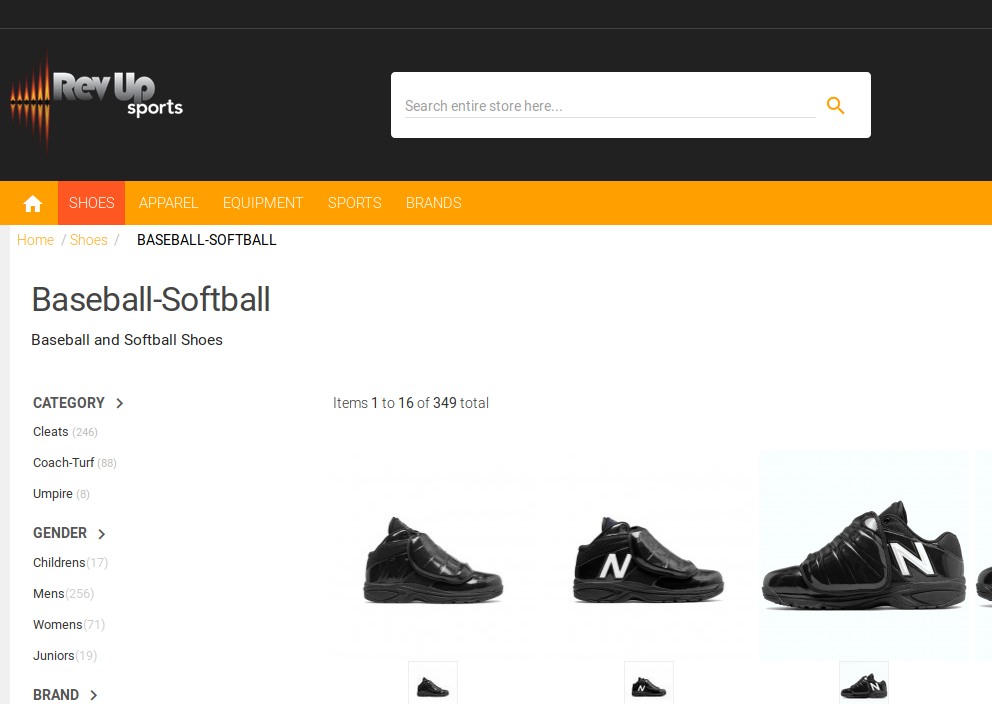 Rev Up
sports
Search entire store here...
SHOES APPAREL EQUIPMENT SPORTS BRANDS
Home / Shoes / BASEBALL-SOFTBALL
Baseball-Softball
Baseball and Softball Shoes
CATEGORY
Cleats (246)
Coach-Turf (88)
Umpire (8)
GENDER
Childrens(17)
Mens(256)
Womens(71)
Juniors(19)
BRAND
Items 1 to 16 of 349 total
N
N